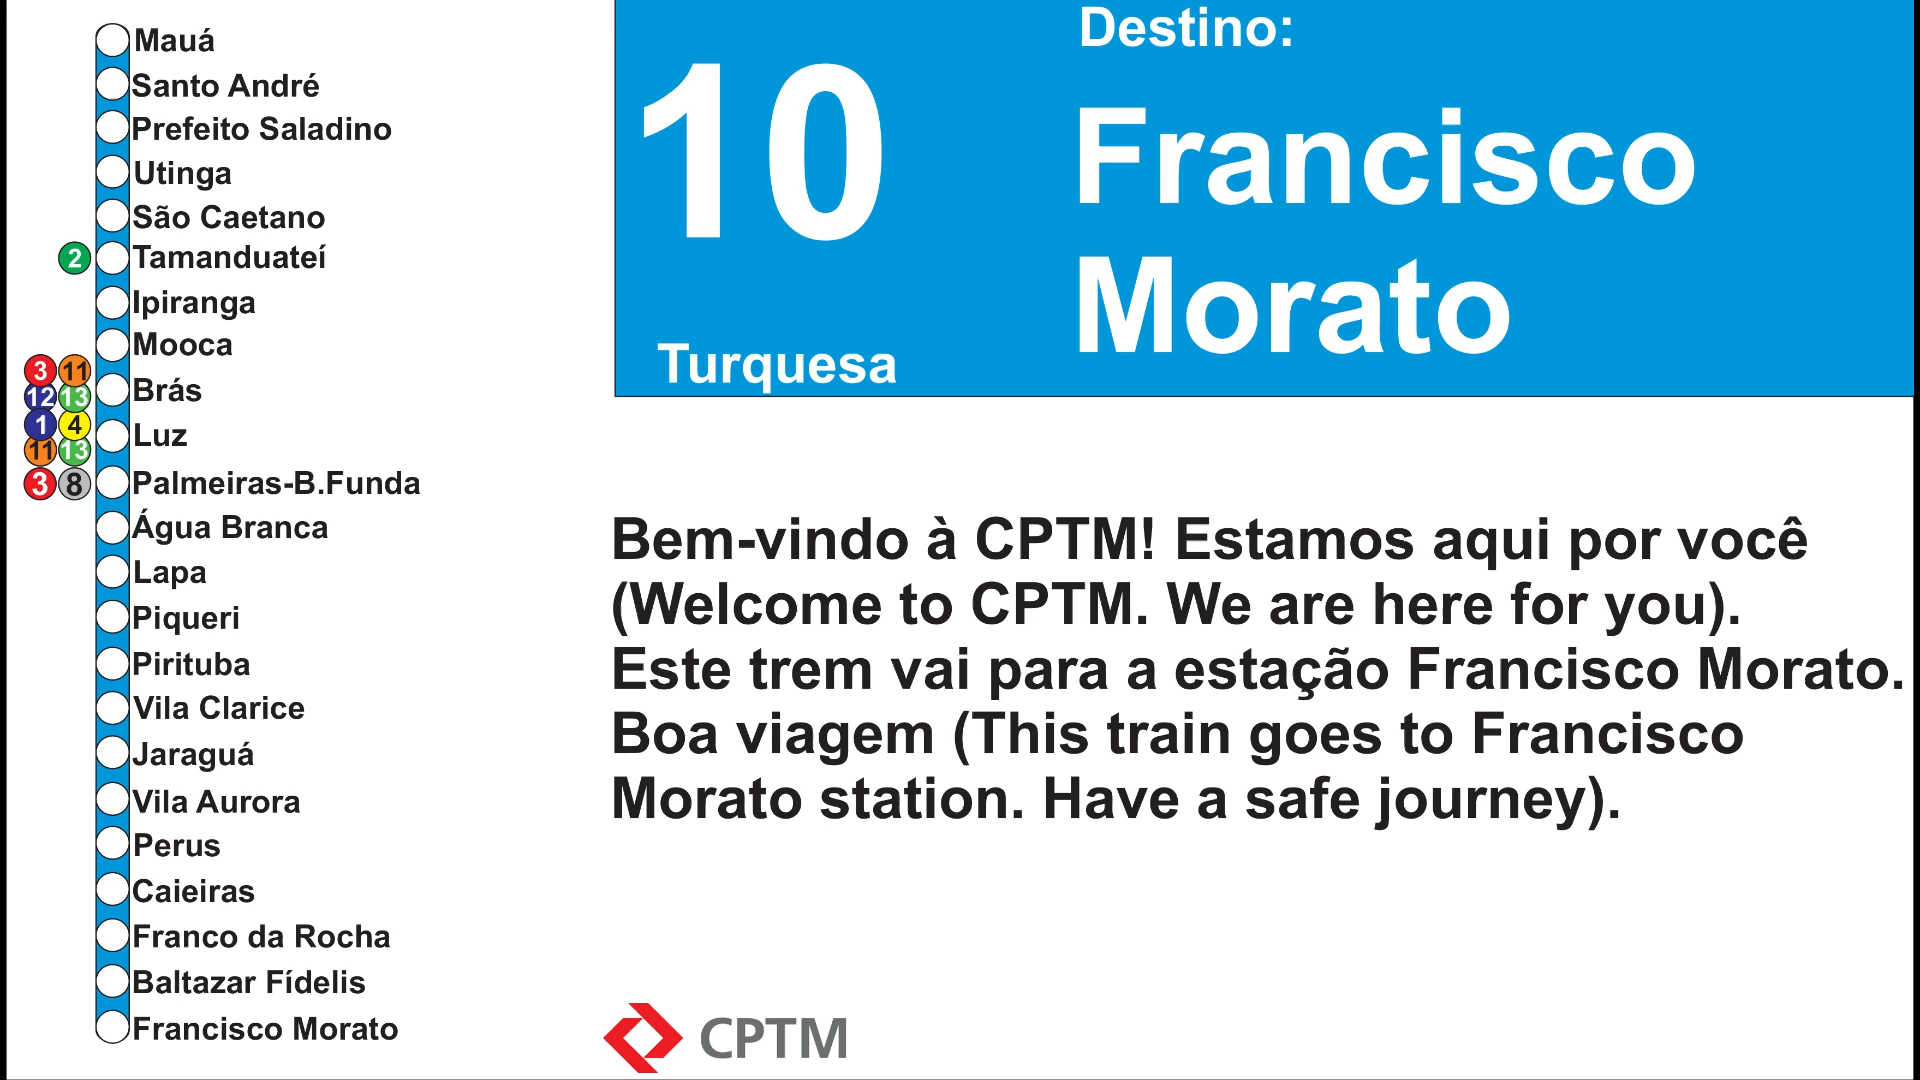 Mauá
Santo André
Prefeito Saladino
Utinga
São Caetano
2 Tamanduateí
Ipiranga
Mooca
3 11
Brás
12 13
1 4
Luz
11 13
3 8 Palmeiras-B.Funda
Água Branca
Lapa
Piqueri
Pirituba
Vila Clarice
Jaraguá
Vila Aurora
Perus
Caieiras
Franco da Rocha
Baltazar Fídelis
Francisco Morato
10
Turquesa
Destino:
Francisco
Morato
Bem-vindo à CPTM! Estamos aqui por você
(Welcome to CPTM. We are here for you).
Este trem vai para a estação Francisco Morato.
Boa viagem (This train goes to Francisco
Morato station. Have a safe journey).
CPTM